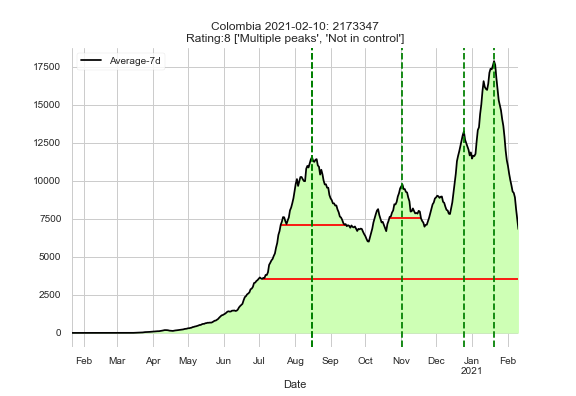 Colombia 2021-02-10: 2173347
Rating:8 ['Multiple peaks', 'Not in control']
Average-7d
17500
15000
12500
10000
7500
5000
2500
0
Feb Mar Apr May Jun Jul Aug Sep Oct Nov Dec Jan Feb
2021
Date